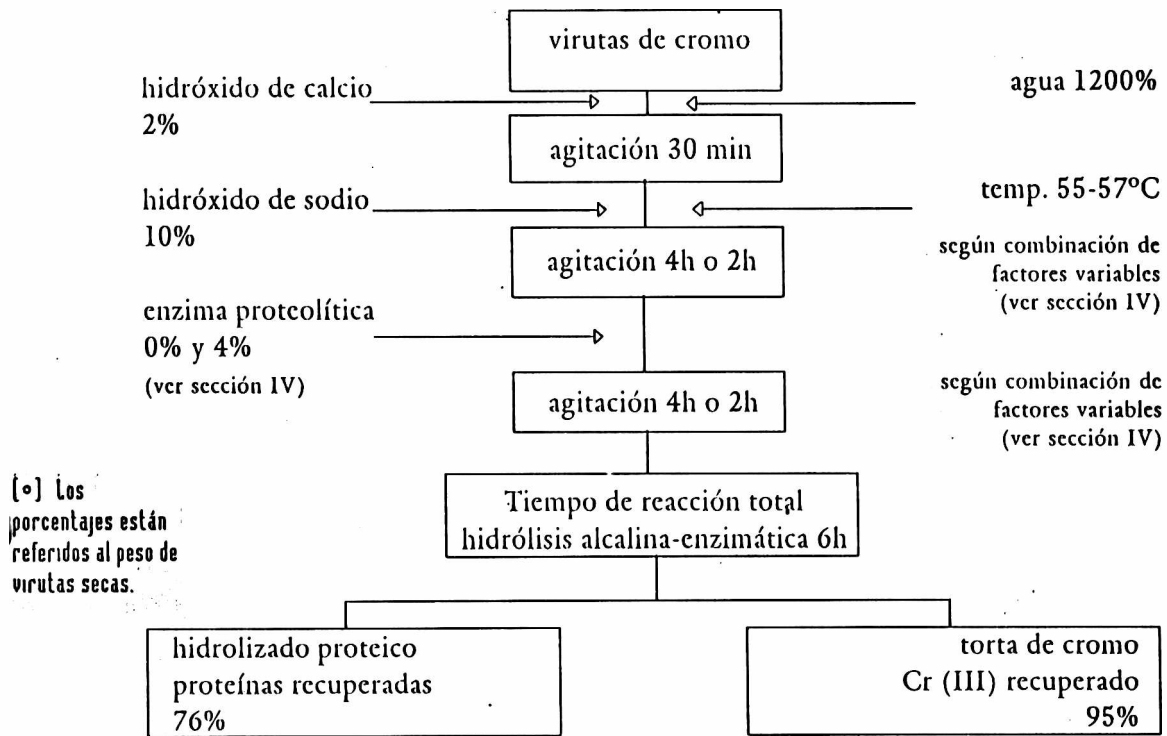 virutas de cromo
hidróxido de calcio
2%
agua 1200%
agitación 30 min
hidróxido de sodio
10%
temp. 55-57ºC
agitación 4h o 2h
según combinación de
factores variables
(ver sección IV)
enzima proteolítica
0% y 4%
(ver sección IV)
agitación 4h o 2h
según combinación de
factores variables
(ver sección IV)
[°] Los
porcentajes están
referidos al peso de
virutas secas.
Tiempo de reacción total
hidrólisis alcalina-enzimática 6h
hidrolizado proteico
proteínas recuperadas
76%
torta de cromo
Cr (III) recuperado
95%